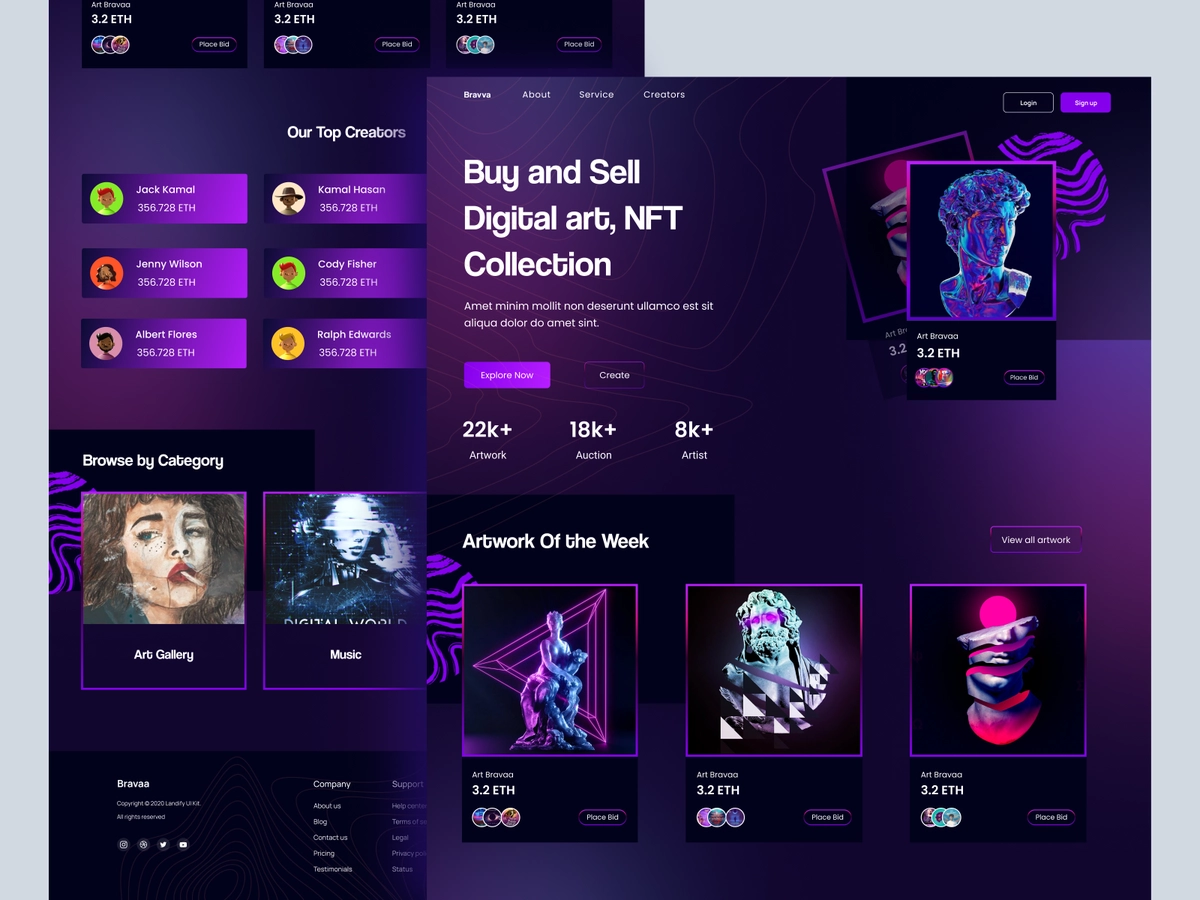 Art Bravaa
3.2 ETH
Place Bid
Art Bravaa
3.2 ETH
Place Bid
Art Bravaa
3.2 ETH
Place Bid
Our Top Creators
Jack Kamal
356.728 ETH
Kamal Hasan
356.728 ETH
Jenny Wilson
356.728 ETH
Cody Fisher
356.728 ETH
Albert Flores
356.728 ETH
Ralph Edwards
356.728 ETH
Browse by Category
DIGITAL WORLD
Art Gallery
Music
Bravaa
Copyright © 2020 Landify UI Kit.
All rights reserved
Company
About us
Blog
Contact us
Pricing
Testimonials
Support
Help cente
Terms of
Legal
Privacy poli
Status
Bravva
About
Service
Creators
Login
Sign up
Buy and Sell
Digital art, NFT
Collection
Amet minim mollit non deserunt ullamco est sit
aliqua dolor do amet sint.
Explore Now
Create
22k+
Artwork
18k+
Auction
8k+
Artist
Art Br
3.2
Art Bravaa
3.2 ETH
Place Bid
Artwork Of the Week
View all artwork
Art Bravaa
3.2 ETH
Place Bid
Art Bravaa
3.2 ETH
Place Bid
Art Bravaa
3.2 ETH
Place Bid